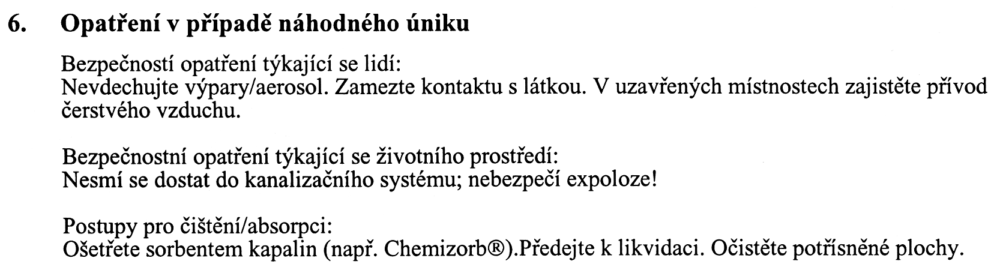 6. Opatření v případě náhodného úniku
Bezpečností opatření týkající se lidí:
Nevdechujte výpary/aerosol. Zamezte kontaktu s látkou. V uzavřených místnostech zajistěte přívod
čerstvého vzduchu.
Bezpečnostní opatření týkající se životního prostředí:
Nesmí se dostat do kanalizačního systému; nebezpečí expoloze!
Postupy pro čištění/absorpci:
Ošetřete sorbentem kapalin (např. Chemizorb®).Předejte k likvidaci. Očistěte potřísněné plochy.